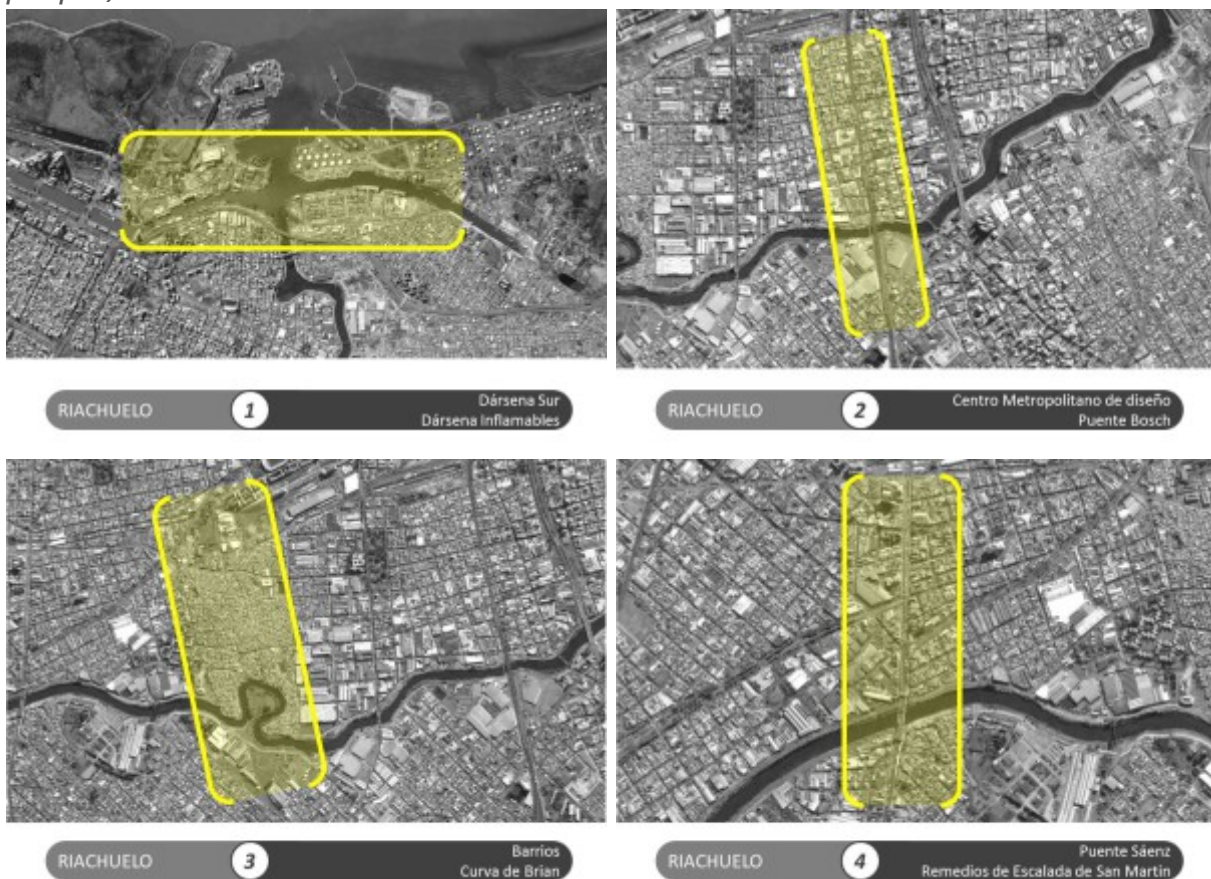 RIACHUELO
1
Dársena Sur
Dársena Inflamables
RIACHUELO
2
Centro Metropolitano de diseño
Puente Bosch
RIACHUELO
3
Barrios
Curva de Brian
RIACHUELO
4
Puente Sáenz
Remedios de Escalada de San Martín